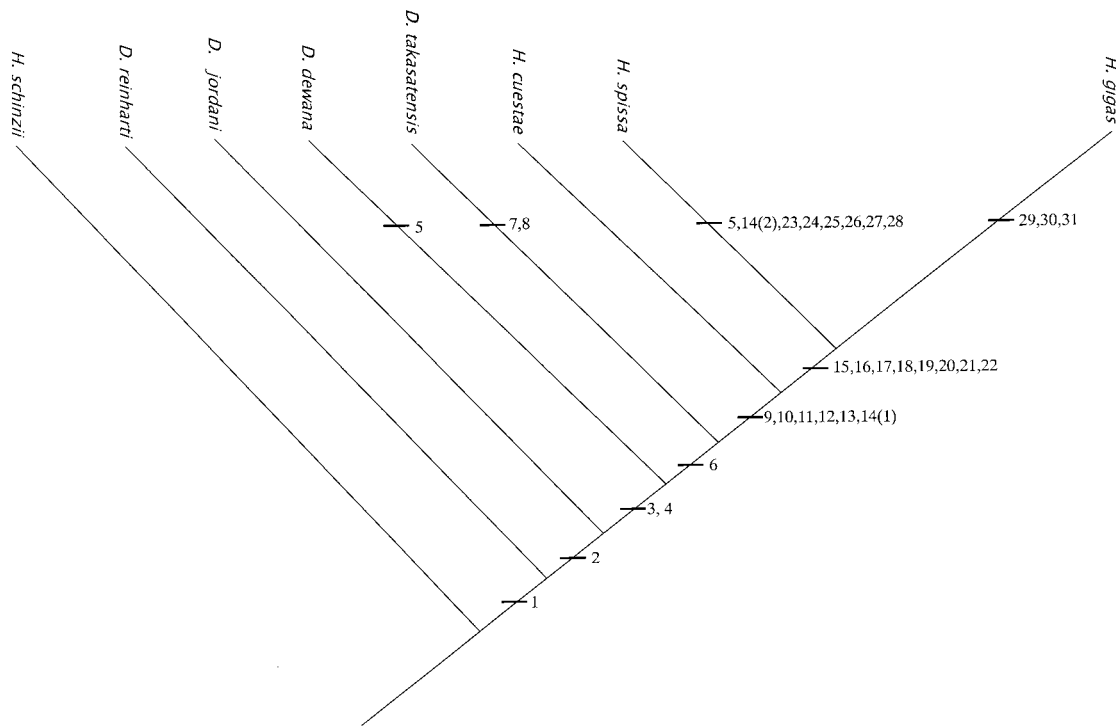 H. schinzii
D. reinharti
D. jordani
D. dewana
D. takasatensis
H. cuestae
H. spissa
H. gigas
5
7,8
5,14(2),23,24,25,26,27,28
29,30,31
15,16,17,18,19,20,21,22
9,10,11,12,13,14(1)
6
3, 4
2
1